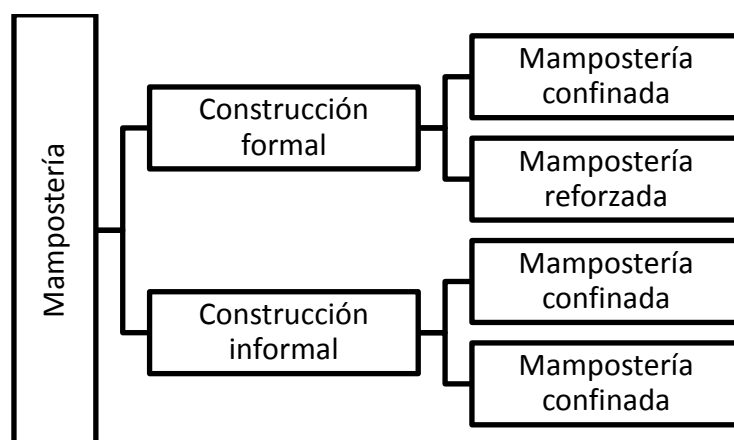 Mampostería
Construcción
formal
Mampostería
confinada
Mampostería
reforzada
Construcción
informal
Mampostería
confinada
Mampostería
confinada